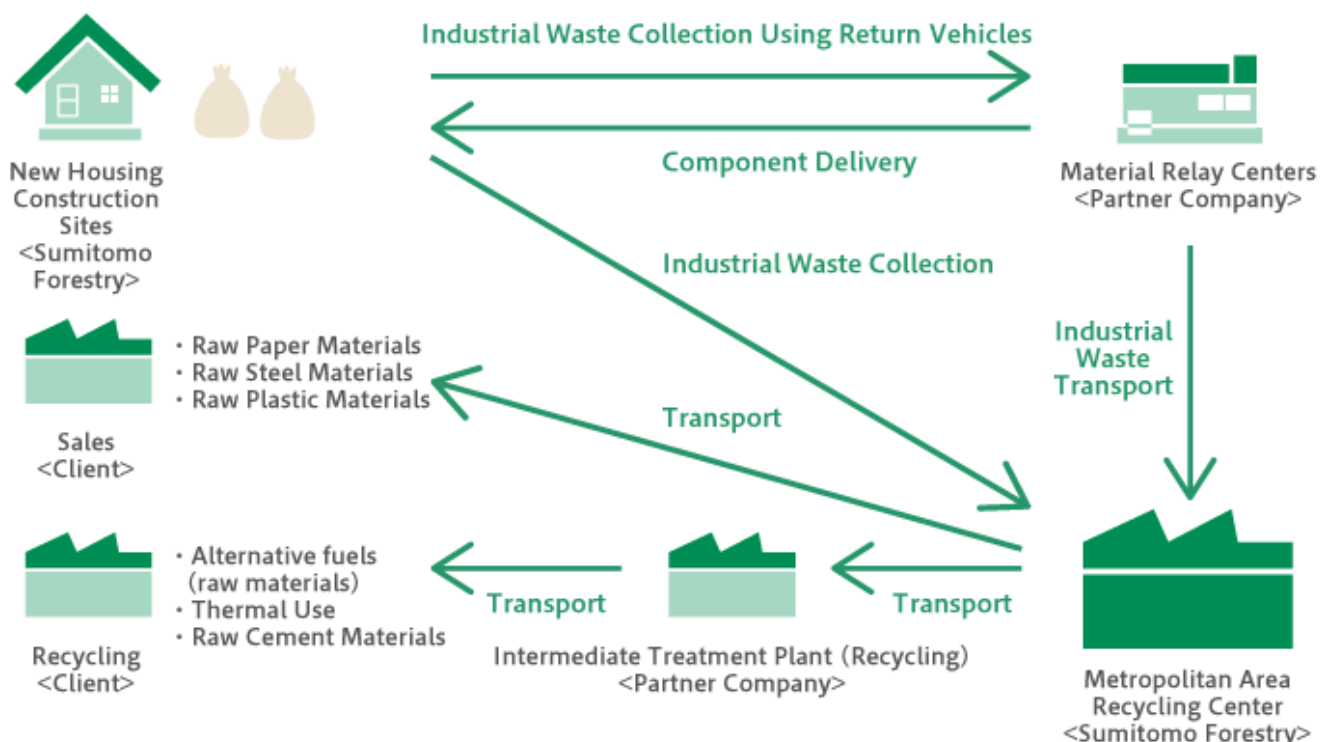 Industrial Waste Collection Using Return Vehicles
Component Delivery
New Housing
Construction
Sites
<Sumitomo
Forestry>
Material Relay Centers
<Partner Company>
Industrial Waste Collection
Industrial
Waste
Transport
・Raw Paper Materials
・Raw Steel Materials
・Raw Plastic Materials
Sales
<Client>
Transport
・Alternative fuels
(raw materials)
・Thermal Use
・Raw Cement Materials
Recycling
<Client>
Transport
Intermediate Treatment Plant (Recycling)
<Partner Company>
Transport
Metropolitan Area
Recycling Center
<Sumitomo Forestry>